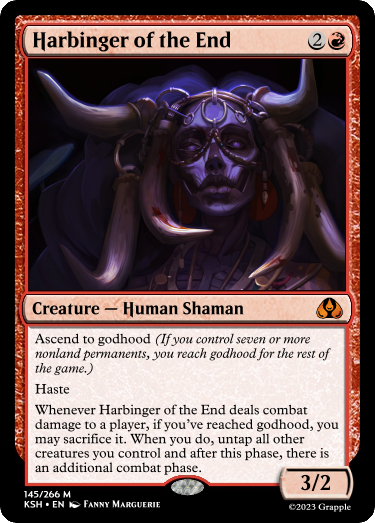 Harbinger of the End 2
Creature — Human Shaman
Ascend to godhood (If you control seven or more
nonland permanents, you reach godhood for the rest of
the game.)
Haste
Whenever Harbinger of the End deals combat
damage to a player, if you've reached godhood, you
may sacrifice it. When you do, untap all other
creatures you control and after this phase, there is
an additional combat phase.
3/2
145/266 M
KSH • EN Fanny Marguerie
©2023 Grapple